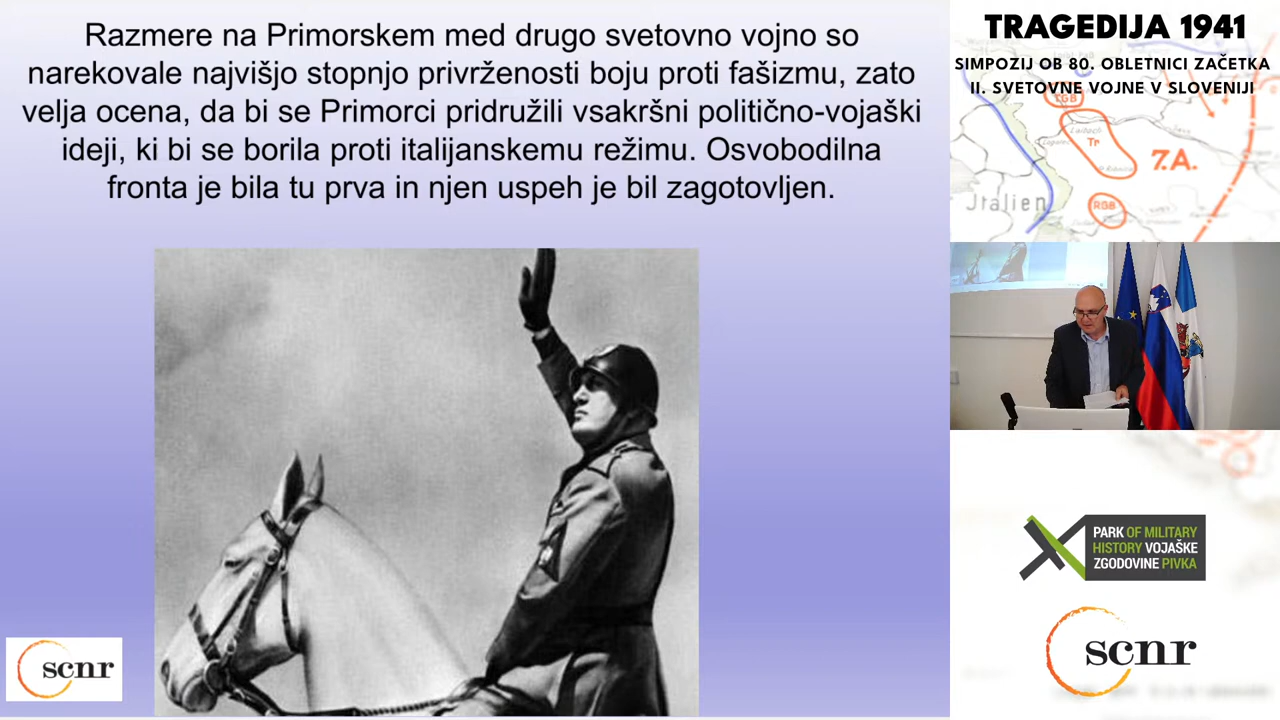 Razmere na Primorskem med drugo svetovno vojno so
narekovale najvišjo stopnjo privrženosti boju proti fašizmu, zato
velja ocena, da bi se Primorci pridružili vsakršni politično-vojaški
ideji, ki bi se borila proti italijanskemu režimu. Osvobodilna
fronta je bila tu prva in njen uspeh je bil zagotovljen.
scnr
TRAGEDIJA 1941
SIMPOZIJ OB 80. OBLETNICI ZAČETKA
II. SVETOVNE VOJNE V SLOVENIJI
TGB
Laibach
Tr
7.A.
Jtalien
RGB
PARK OF MILITARY
HISTORY VOJAŠKE
ZGODOVINE PIVKA
scnr